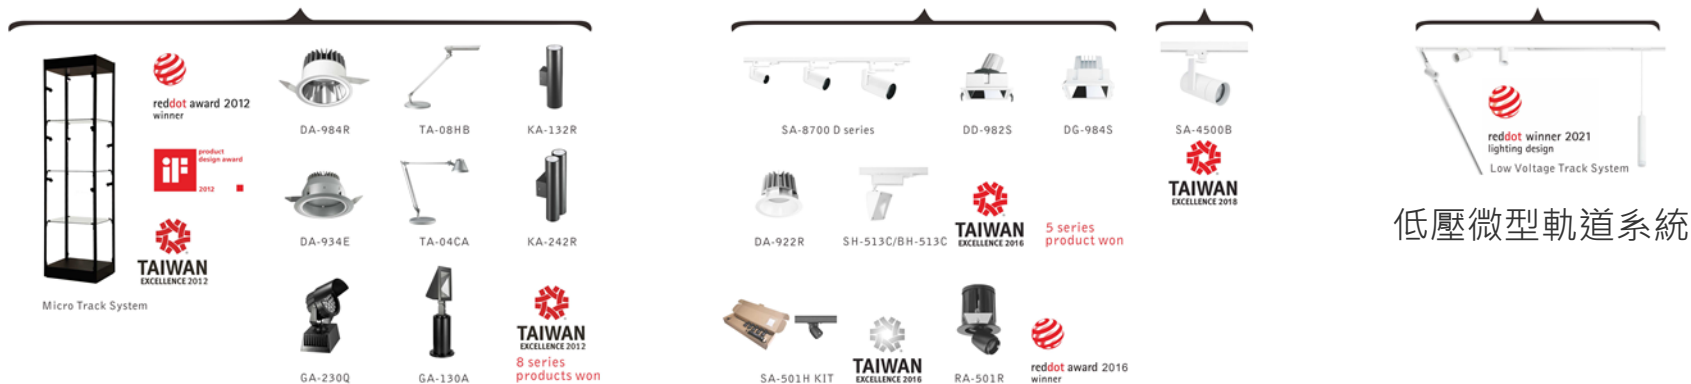 reddot award 2012
winner
product
design award
iF
2012
TAIWAN
EXCELLENCE 2012
Micro Track System
DA-984R
TA-08HB
KA-132R
DA-934E
TA-04CA
KA-242R
GA-230Q
GA-130A
TAIWAN
EXCELLENCE 2012
8 series
products won
SA-8700 D series
DD-982S
DG-984S
DA-922R
SH-513C/BH-513C
TAIWAN
EXCELLENCE 2016
5 series
product won
SA-501H KIT
TAIWAN
EXCELLENCE 2016
RA-501R
reddot award 2016
winner
SA-4500B
TAIWAN
EXCELLENCE 2018
reddot winner 2021
lighting design
Low Voltage Track System
低壓微型軌道系統